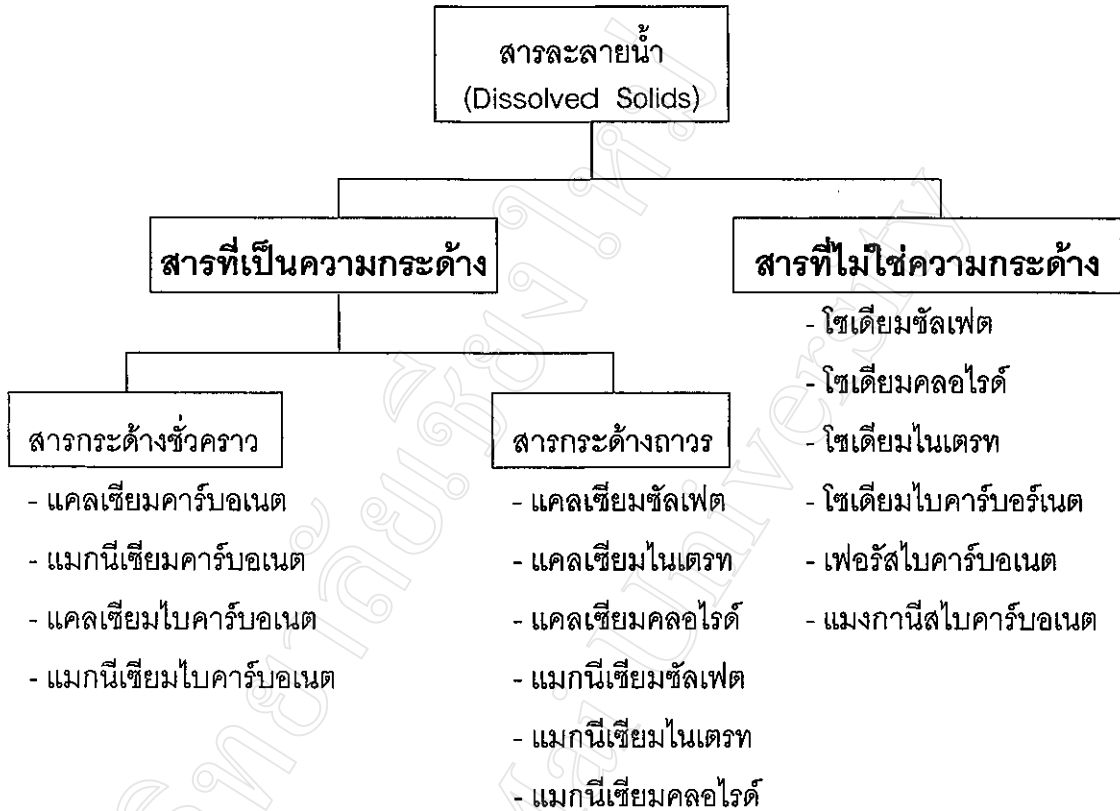 สารละลายน้ำ
(Dissolved Solids)
สารที่เป็นความกระด้าง
สารกระด้างชั่วคราว
- แคลเซียมคาร์บอเนต
- แมกนีเซียมคาร์บอเนต
- แคลเซียมไบคาร์บอเนต
- แมกนีเซียมไบคาร์บอเนต
สารกระด้างถาวร
- แคลเซียมซัลเฟต
- แคลเซียมไนเตรท
- แคลเซียมคลอไรด์
- แมกนีเซียมซัลเฟต
- แมกนีเซียมไนเตรท
- แมกนีเซียมคลอไรด์
สารที่ไม่ใช่ความกระด้าง
- โซเดียมซัลเฟต
- โซเดียมคลอไรด์
- โซเดียมไนเตรท
- โซเดียมไบคาร์บอร์เนต
- เฟอรัสไบคาร์บอเนต
- แมงกานีสไบคาร์บอเนต
University